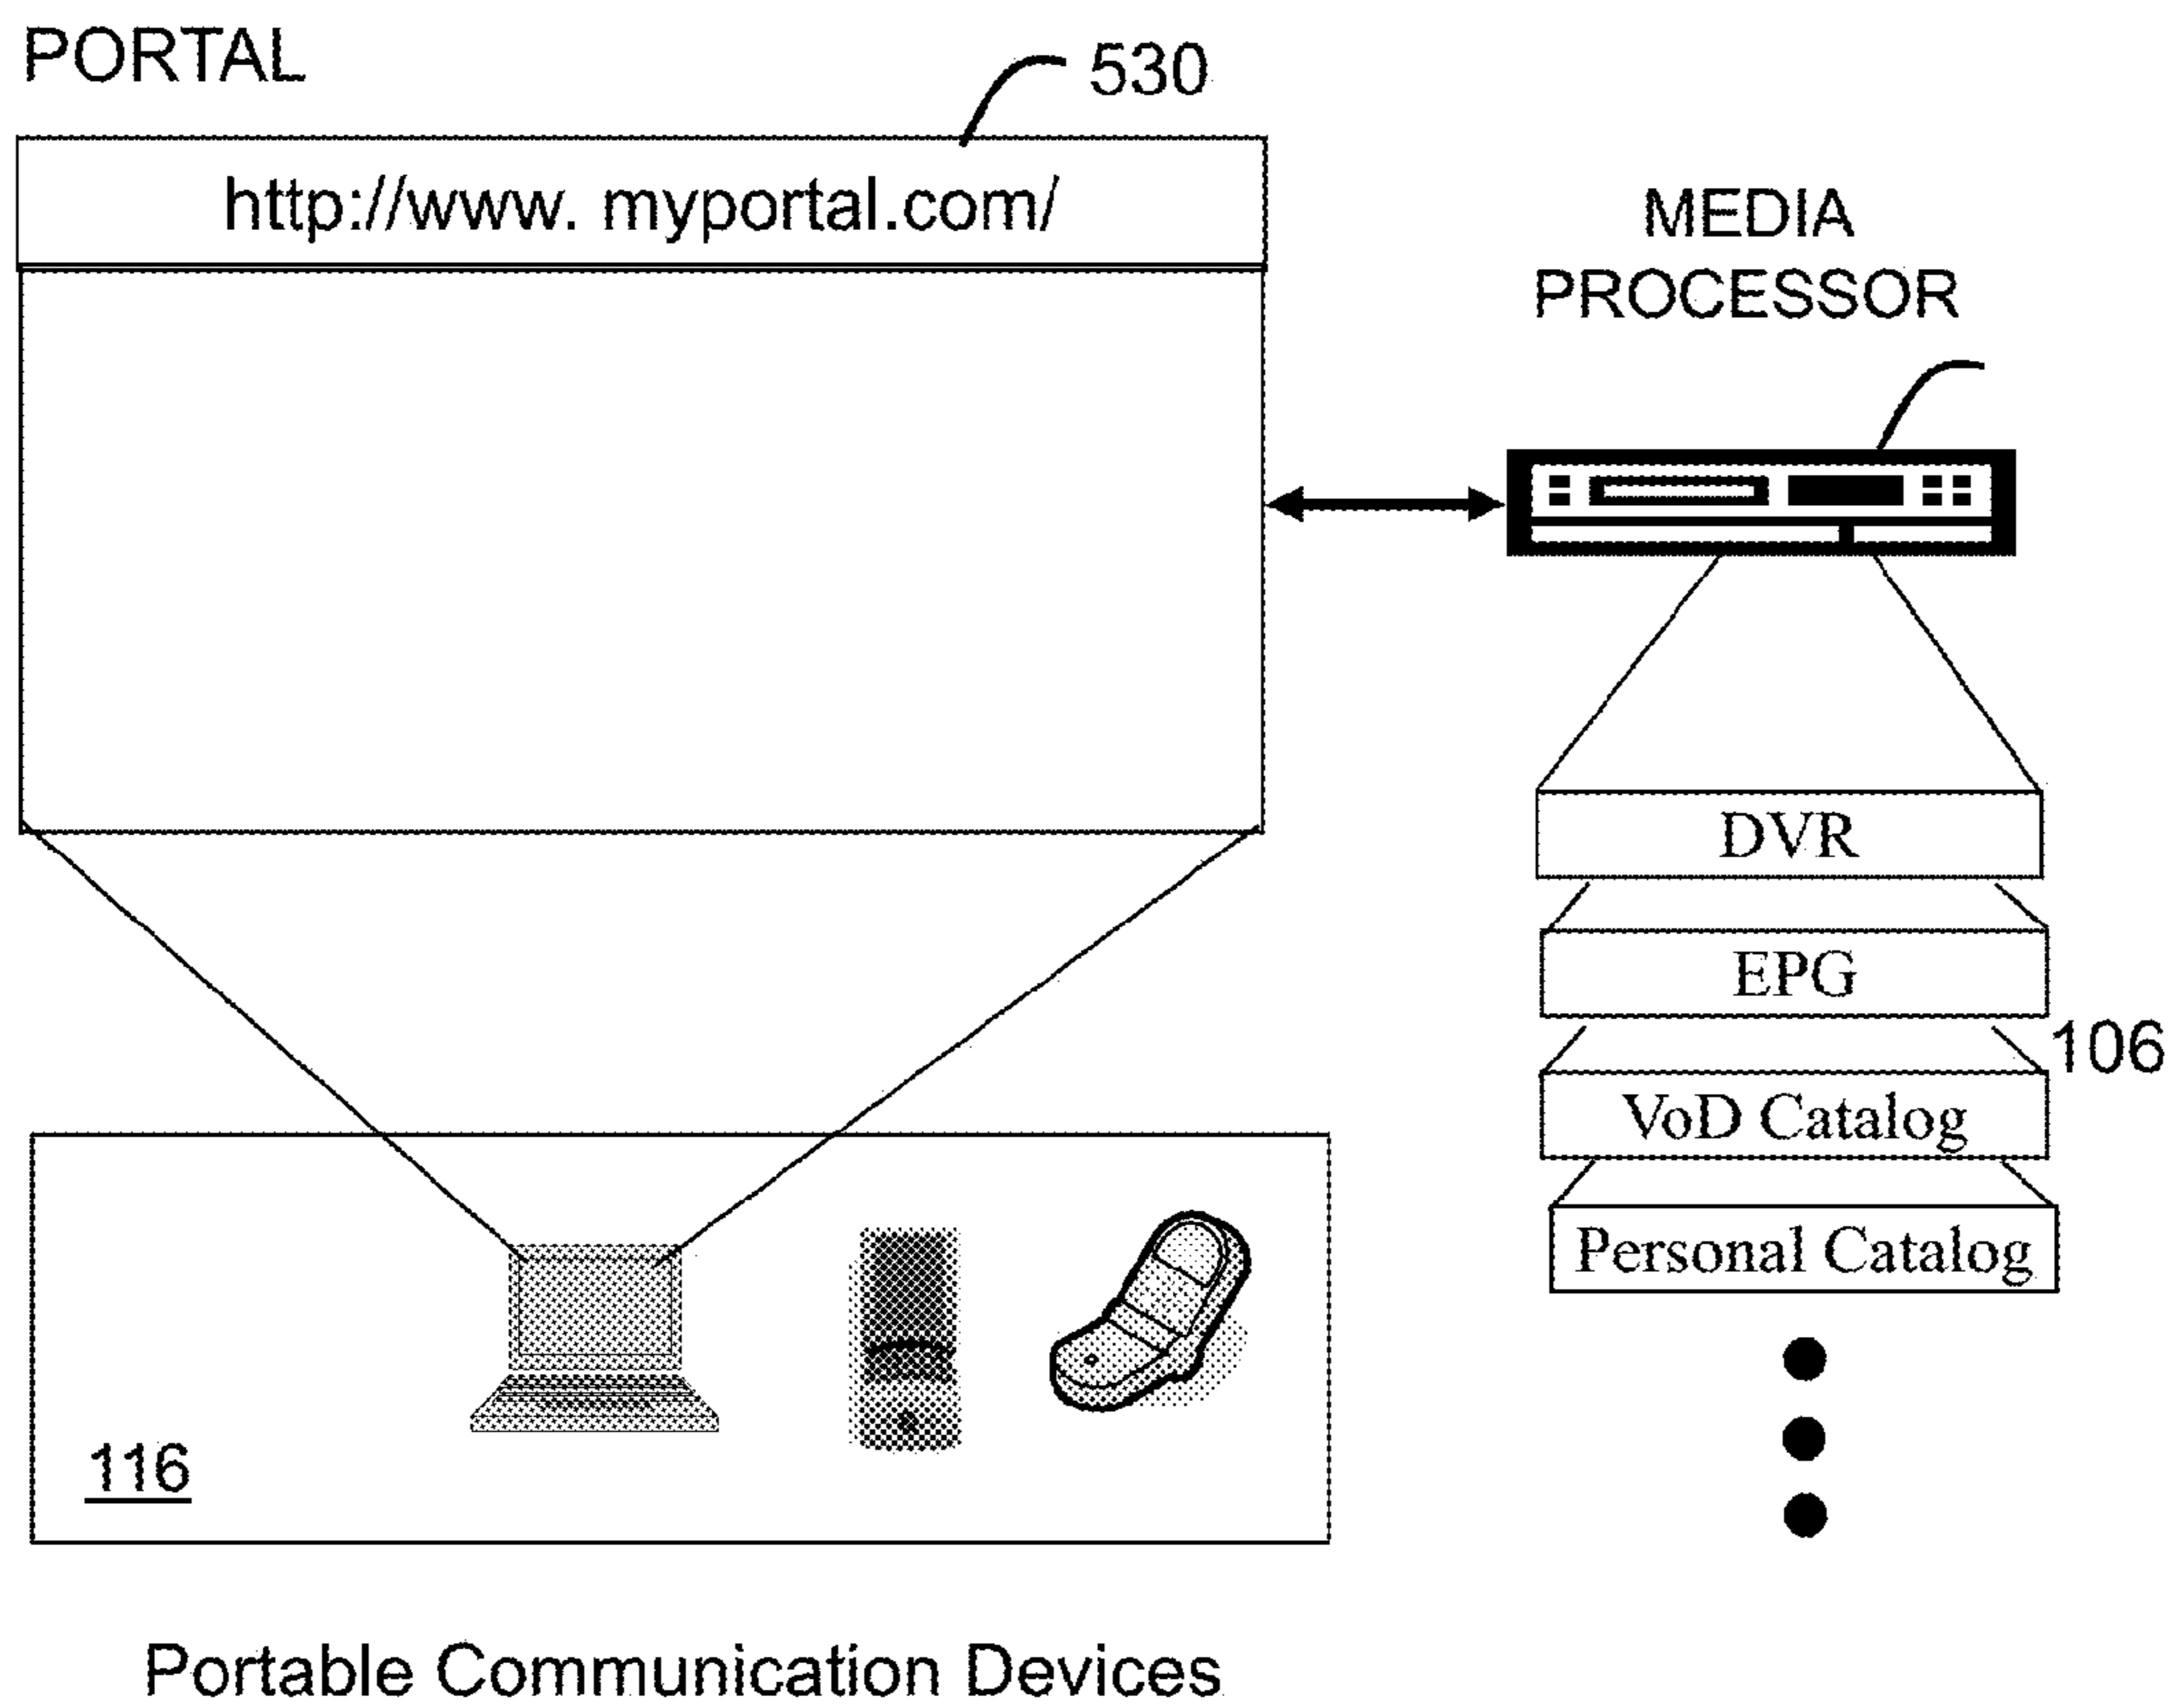 PORTAL
530
http://www. myportal.com/
MEDIA
PROCESSOR
DVR
EPG
106
VoD Catalog
Personal Catalog
116
Portable Communication Devices